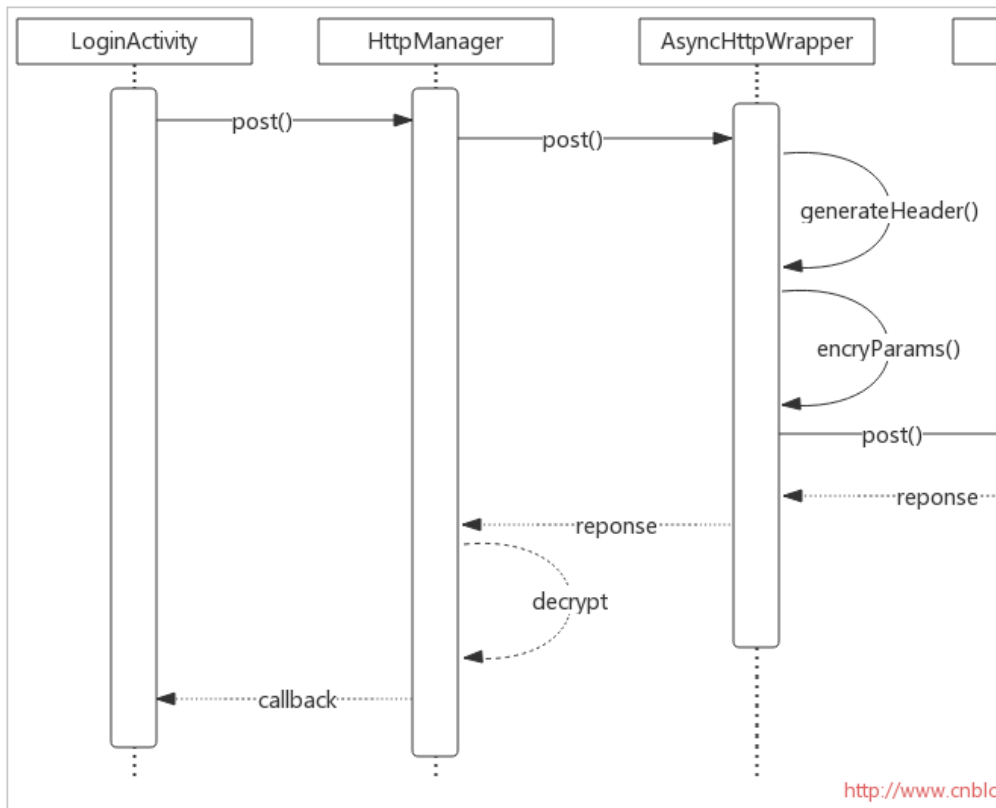 LoginActivity
HttpManager
AsyncHttpWrapper
post()
post()
generateHeader()
encryParams()
post()
reponse
reponse
decrypt
callback
http://www.cnblo